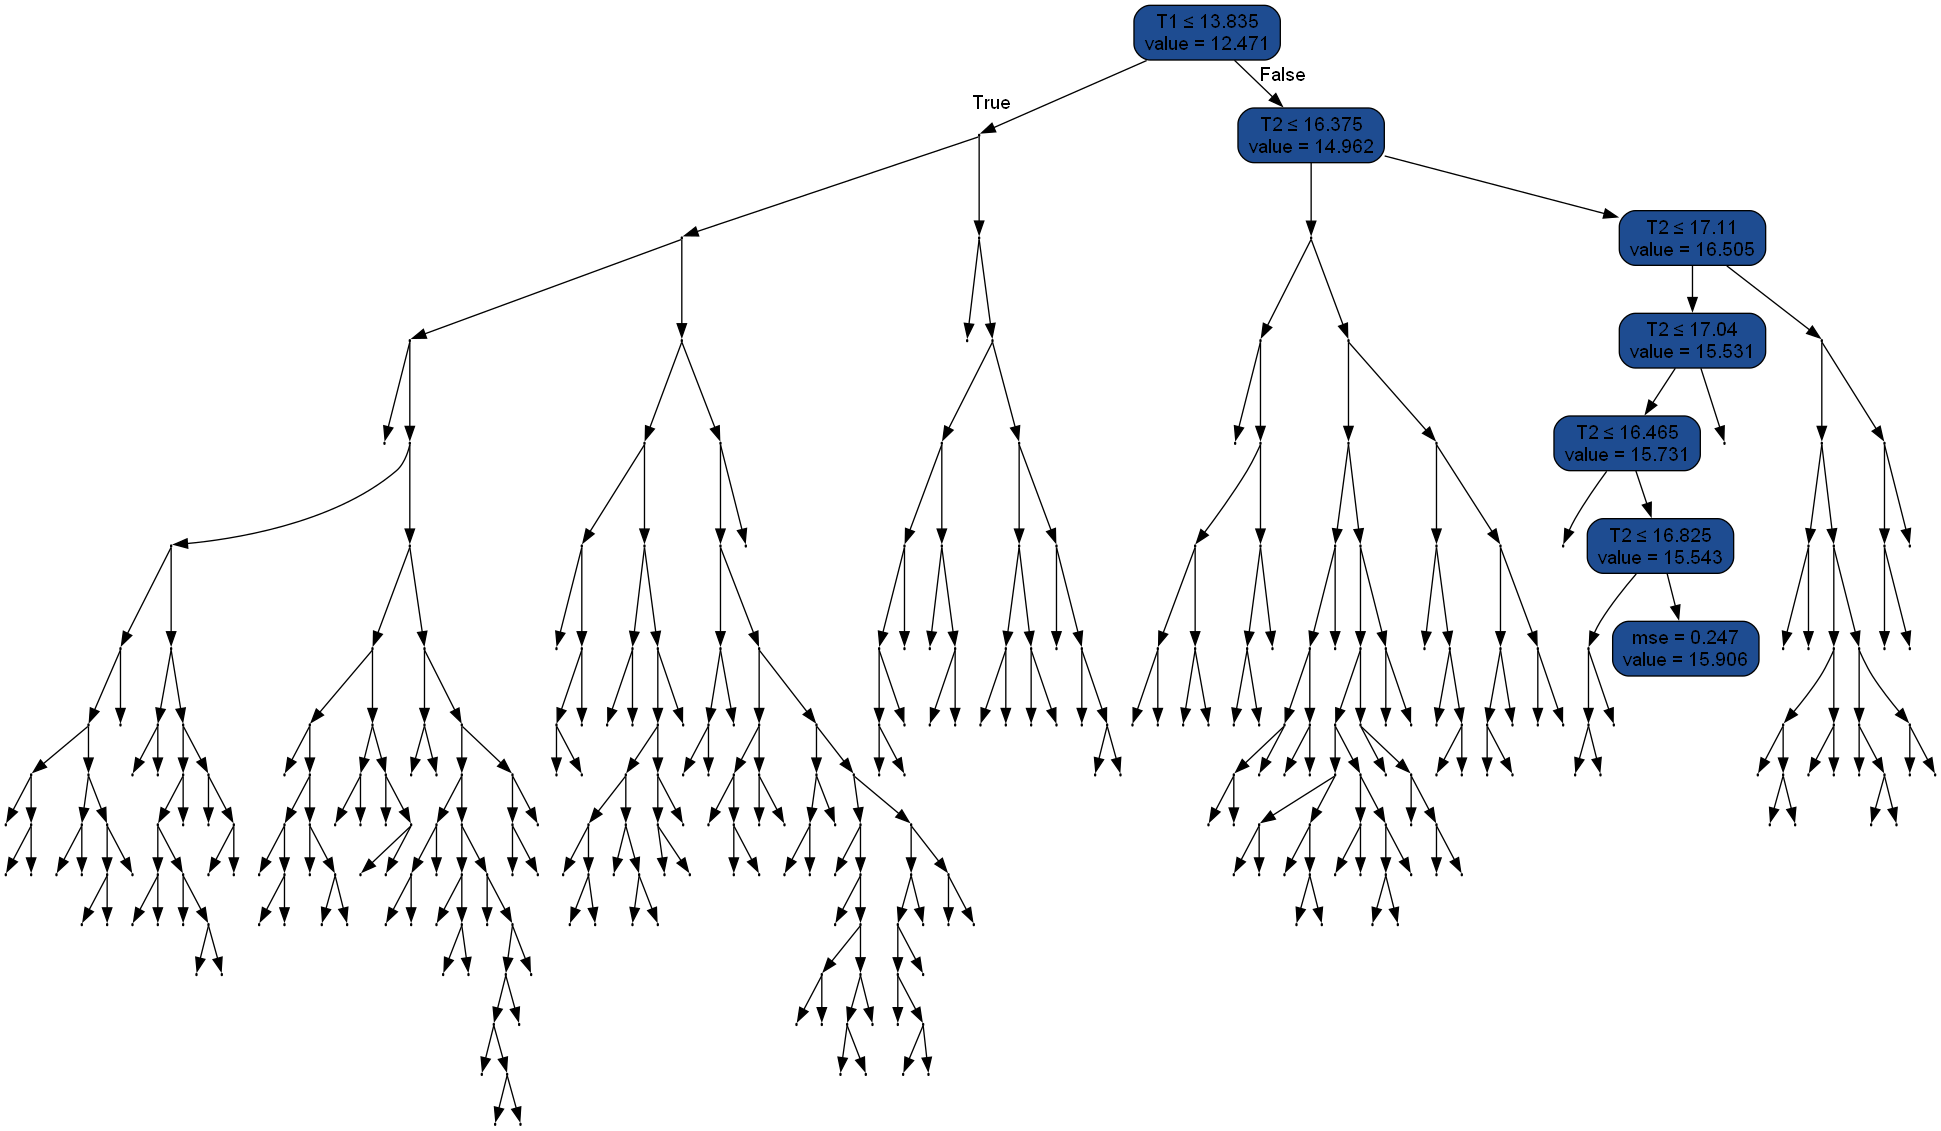 T1 ≤ 13.835
value = 12.471
False
True
T2 ≤ 16.375
value = 14.962
T2 ≤ 17.11
value = 16.505
T2 ≤ 17.04
value = 15.531
T2 ≤ 16.465
value = 15.731
T2 ≤ 16.825
value = 15.543
mse = 0.247
value = 15.906